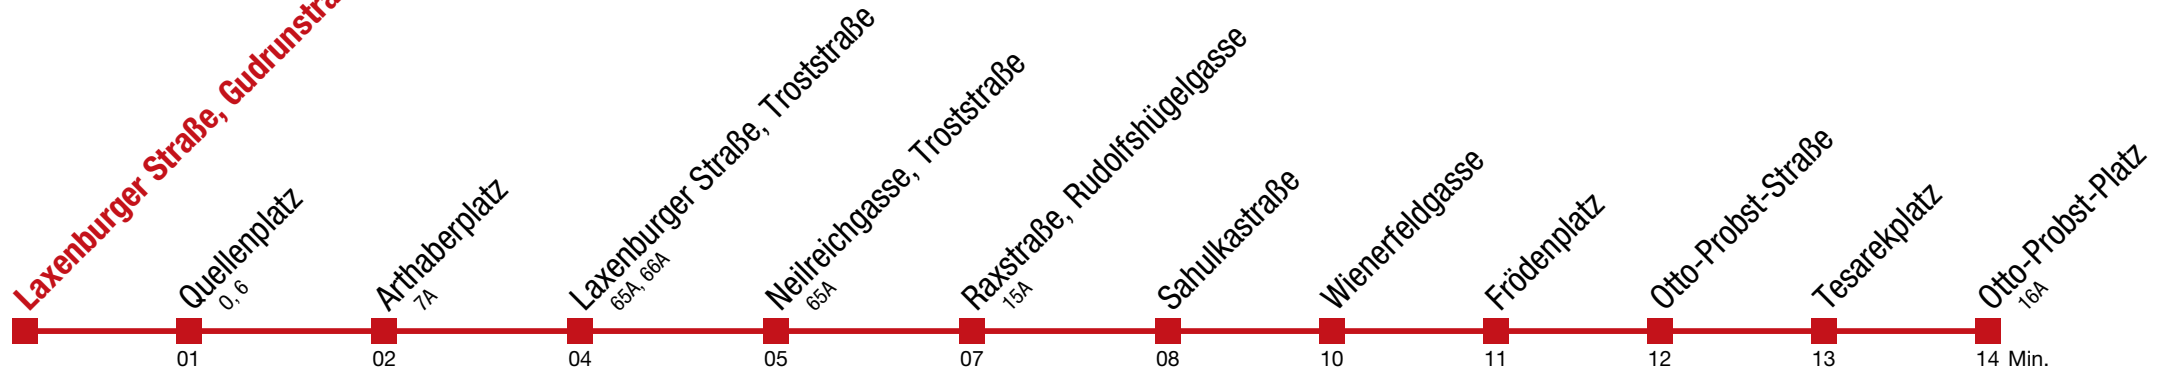 Laxenburger Straße,
Quellenplatz
0, 6
Arthaberplatz
7A
Laxenburger Straße, Troststraße
65A, 66A
Neilreichgasse, Troststraße
65A
Raxstraße, Rudolfshügelgasse
15A
Sahulkastraße
Wienerfeldgasse
Frödenplatz
Otto-Probst-Straße
Tesarekplatz
Otto-Probst-Platz
16A
01 02 04 05 07 08 10 11 12 13 14 Min.